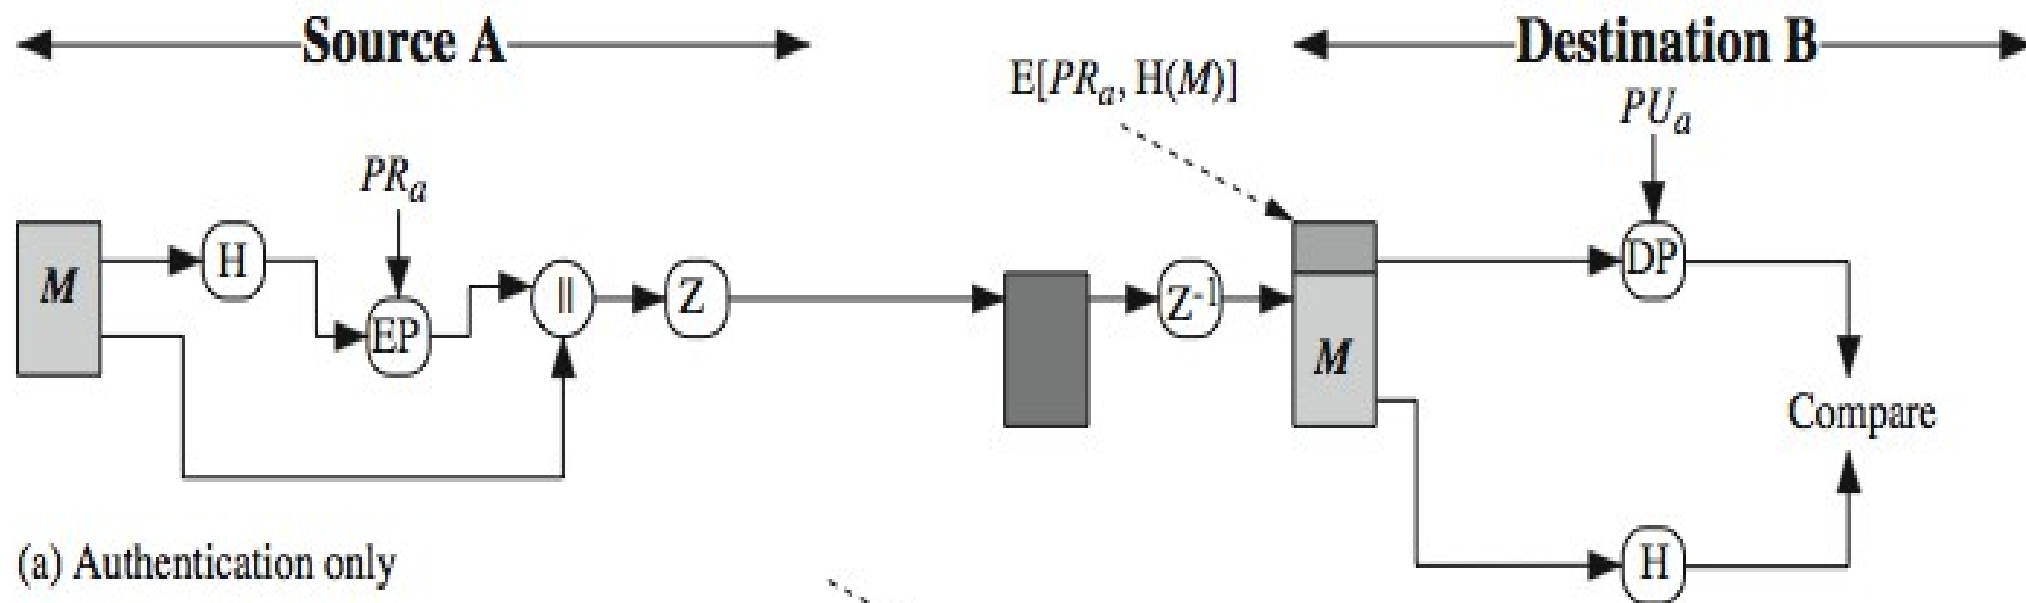 Source A
Destination B
E[PRa, H(M)]
PUa
PRa
M
H
EP
||
Z
Z-1
M
DP
Compare
H
(a) Authentication only